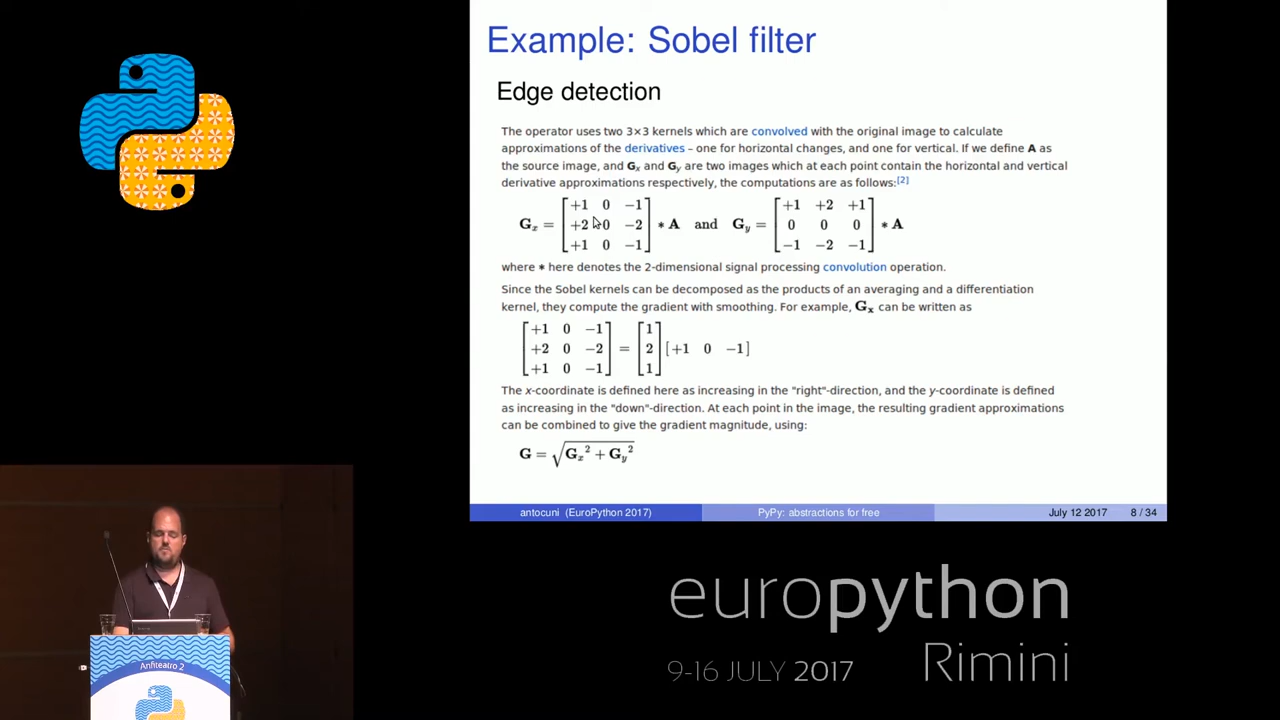 Example: Sobel filter
Edge detection
The operator uses two 3×3 kernels which are convolved with the original image to calculate
approximations of the derivatives – one for horizontal changes, and one for vertical. If we define A as
the source image, and Gx and Gy are two images which at each point contain the horizontal and vertical
derivative approximations respectively, the computations are as follows:[2]
+1 0 −1 +1 +2 +1
Gx = +2 0 −2 * A and Gy = 0 0 0 * A
+1 0 −1 −1 −2 −1
where * here denotes the 2-dimensional signal processing convolution operation.
Since the Sobel kernels can be decomposed as the products of an averaging and a differentiation
kernel, they compute the gradient with smoothing. For example, Gx can be written as
+1 0 −1 1
+2 0 −2 = 2 [+1 0 −1]
+1 0 −1 1
The x-coordinate is defined here as increasing in the "right"-direction, and the y-coordinate is defined
as increasing in the "down"-direction. At each point in the image, the resulting gradient approximations
can be combined to give the gradient magnitude, using:
G = √Gx² + Gy²
antocuni (EuroPython 2017) PyPy: abstractions for free July 12 2017 8 / 34
Anfiteatro 2
europython
Rimini
9-16 JULY 2017